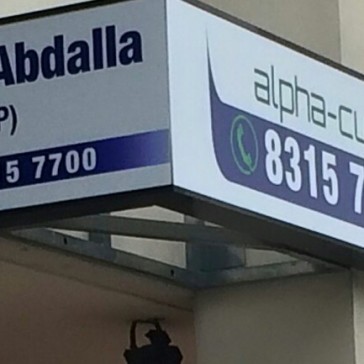 Abdalla
P)
5 7700
alpha-cu
8315 7